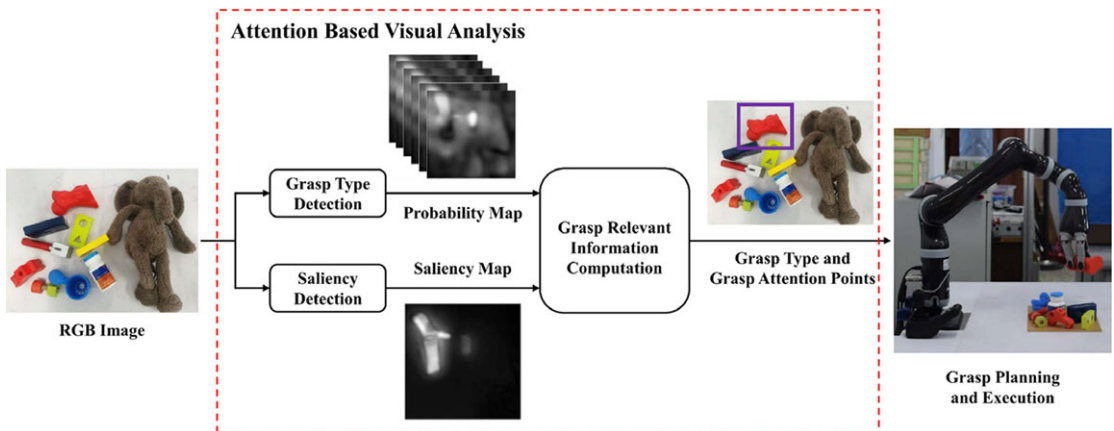 Attention Based Visual Analysis
Grasp Type
Detection
Probability Map
Saliency
Detection
Saliency Map
Grasp Relevant
Information
Computation
Grasp Type and
Grasp Attention Points
RGB Image
Grasp Planning
and Execution